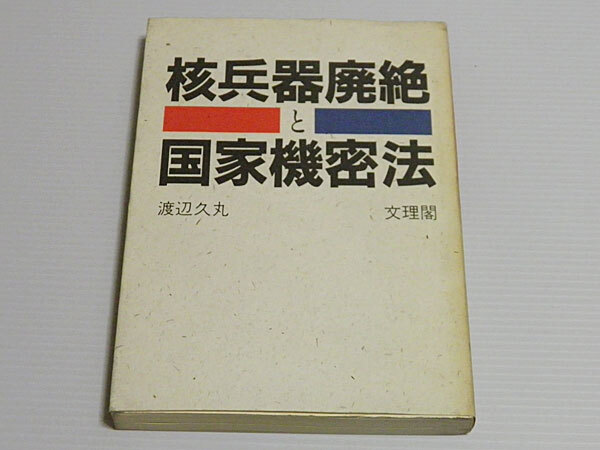 核兵器廃絶
と
国家機密法
渡辺久丸 文理閣